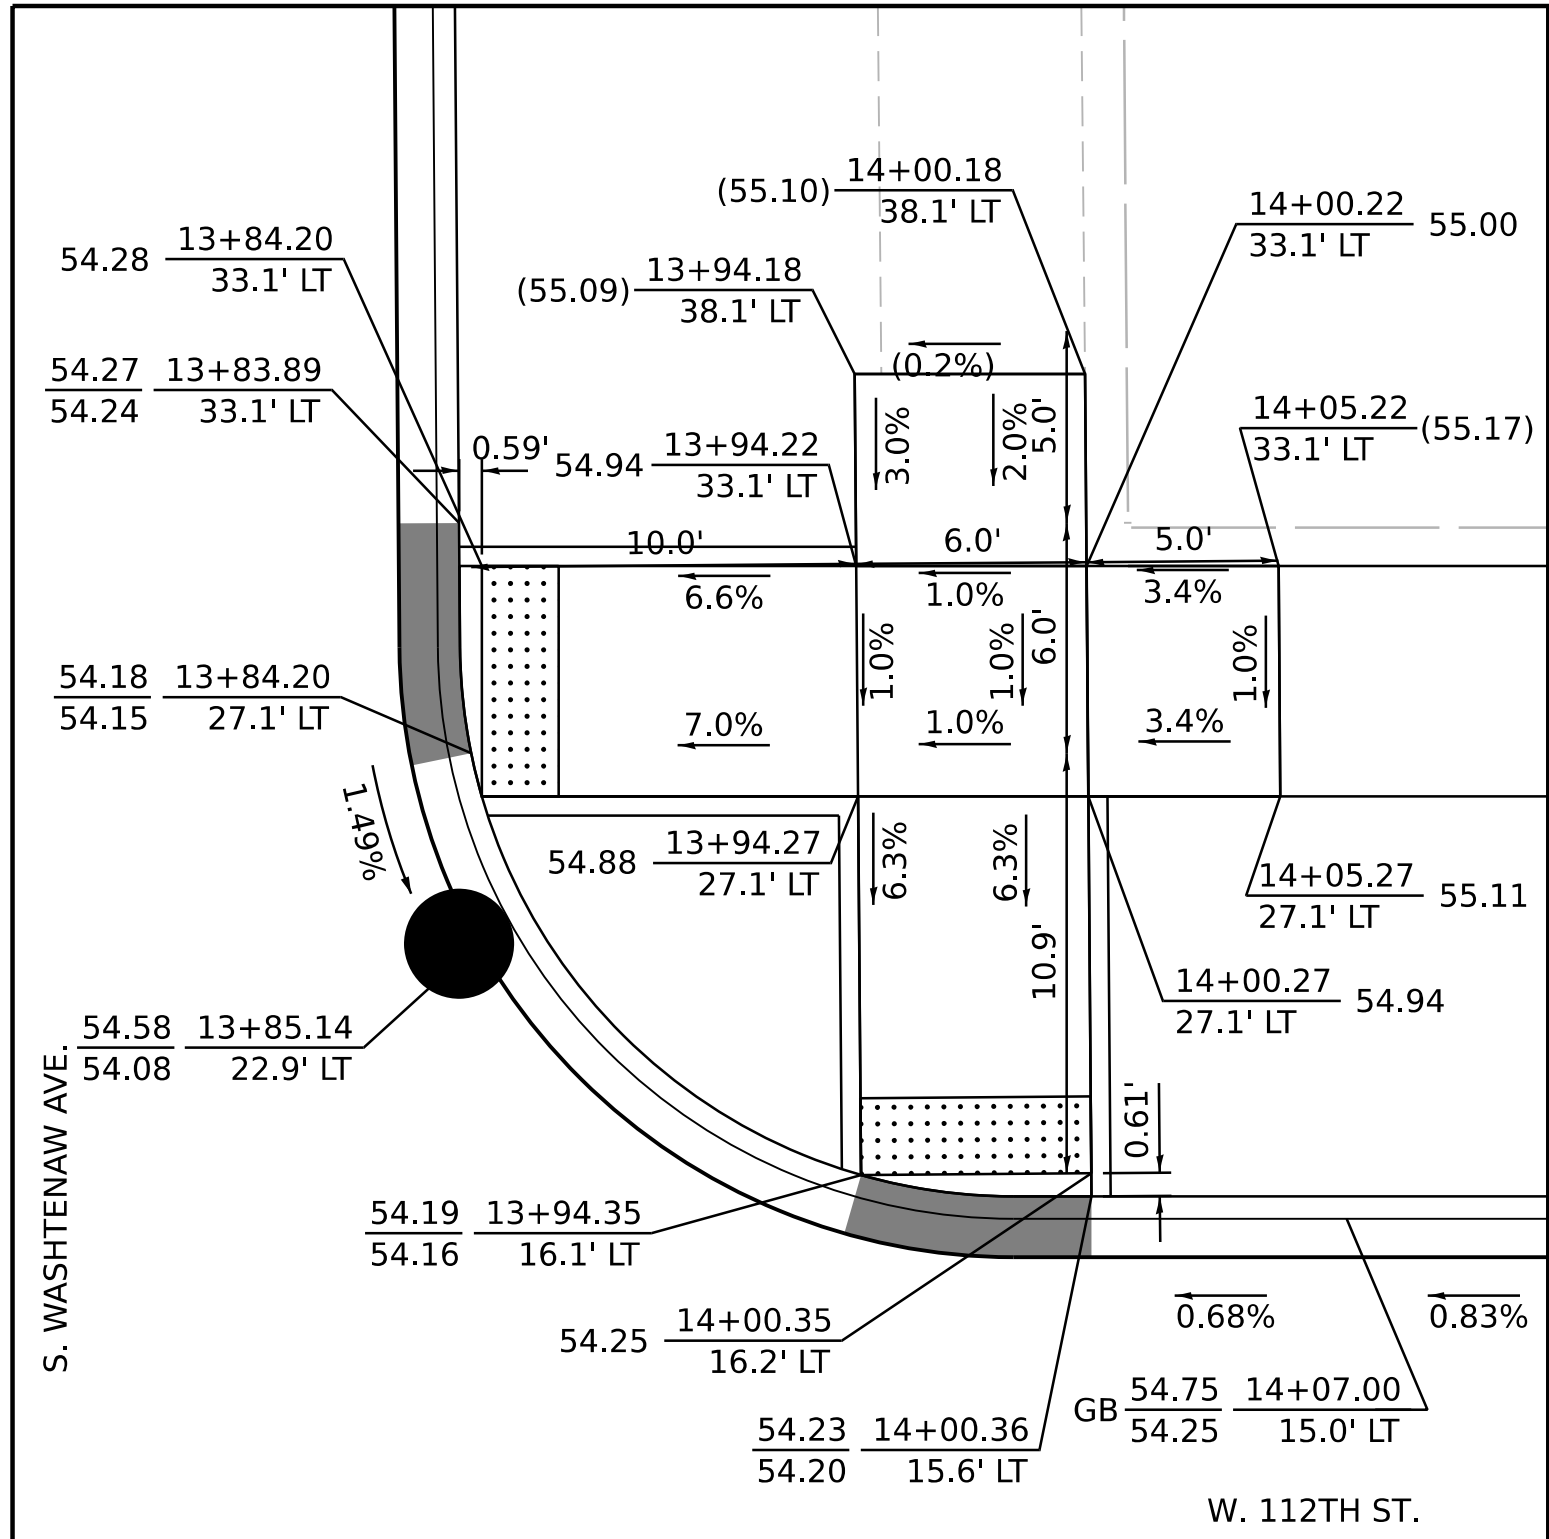 14+00.18
(55.10)
38.1' LT
14+00.22
55.00
33.1' LT
13+84.20
54.28
33.1' LT
13+94.18
(55.09)
38.1' LT
(0.2%)
54.27 13+83.89
54.24 33.1' LT
3.0%
2.0%
5.0'
14+05.22
(55.17)
33.1' LT
0.59'
13+94.22
54.94
33.1' LT
10.0'
6.0'
5.0'
6.6%
1.0%
3.4%
1.0%
1.0%
6.0'
1.0%
54.18 13+84.20
54.15 27.1' LT
7.0%
1.0%
3.4%
1.49%
13+94.27
54.88
27.1' LT
6.3%
6.3%
14+05.27
55.11
27.1' LT
10.9'
14+00.27
54.94
27.1' LT
54.58 13+85.14
54.08 22.9' LT
S. WASHTENAW AVE.
0.61'
54.19 13+94.35
54.16 16.1' LT
14+00.35
54.25
16.2' LT
0.68%
0.83%
GB
54.75 14+07.00
54.25 15.0' LT
54.23 14+00.36
54.20 15.6' LT
W. 112TH ST.